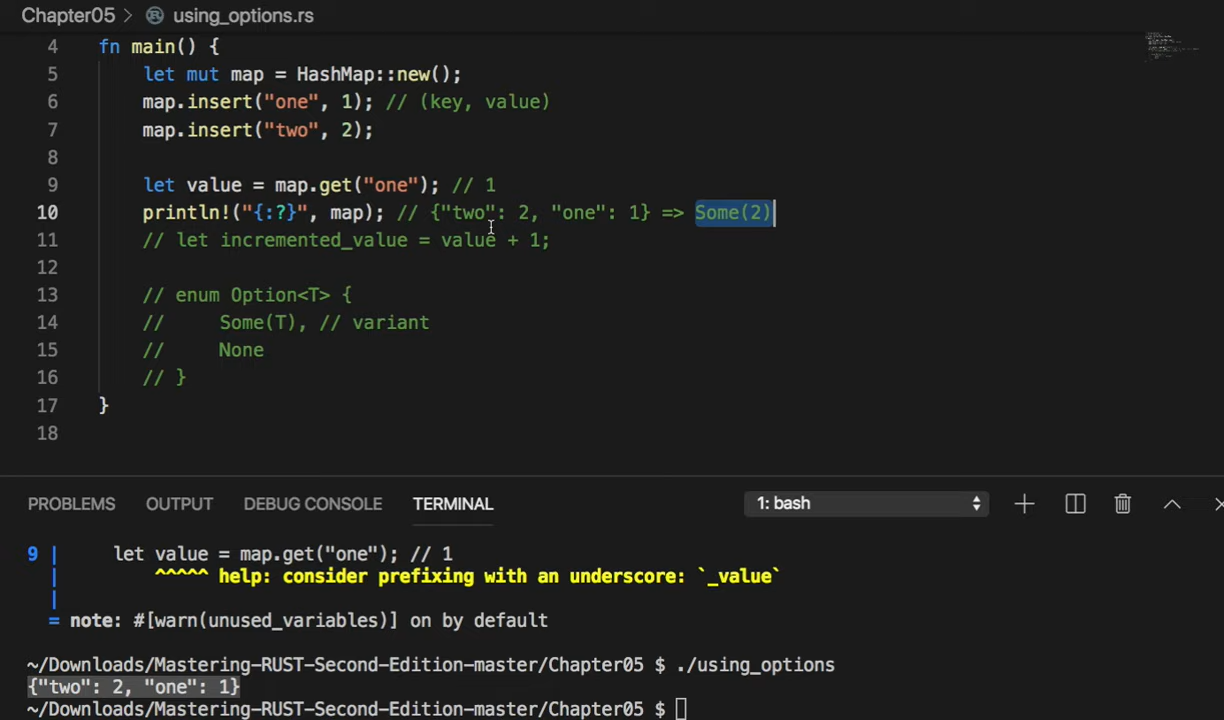 Chapter05 > using_options.rs
4 fn main() {
5 let mut map = HashMap::new();
6 map.insert("one", 1); // (key, value)
7 map.insert("two", 2);
8
9 let value = map.get("one"); // 1
10 println!("{:?}", map); // {"two": 2, "one": 1} => Some(2)
11 // let incremented_value = value + 1;
12
13 // enum Option<T> {
14 // Some(T), // variant
15 // None
16 // }
17 }
18
PROBLEMS OUTPUT DEBUG CONSOLE TERMINAL 1: bash
9 | let value = map.get("one"); // 1
| ^^^^^ help: consider prefixing with an underscore: `_value`
|
= note: #[warn(unused_variables)] on by default
~/Downloads/Mastering-RUST-Second-Edition-master/Chapter05 $ ./using_options
{"two": 2, "one": 1}
~/Downloads/Mastering-RUST-Second-Edition-master/Chapter05 $